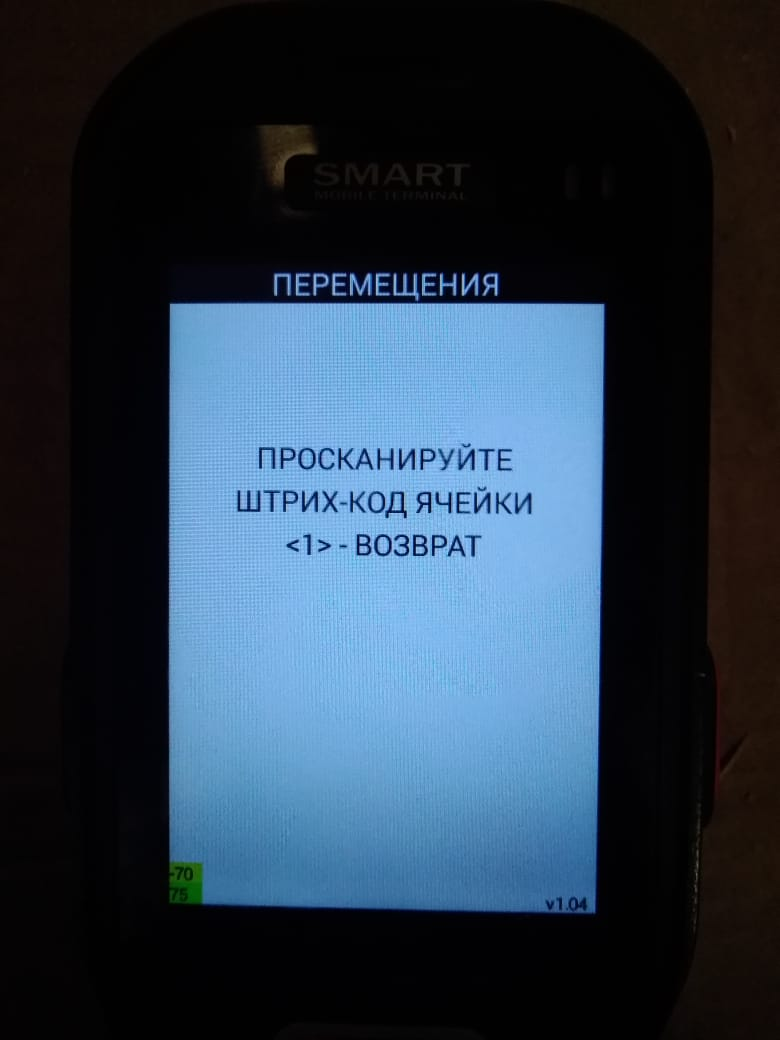 SMART
MOBILE TERMINAL
ПЕРЕМЕЩЕНИЯ
ПРОСКАНИРУЙТЕ
ШТРИХ-КОД ЯЧЕЙКИ
<1> - ВОЗВРАТ
-70
75
v1.04